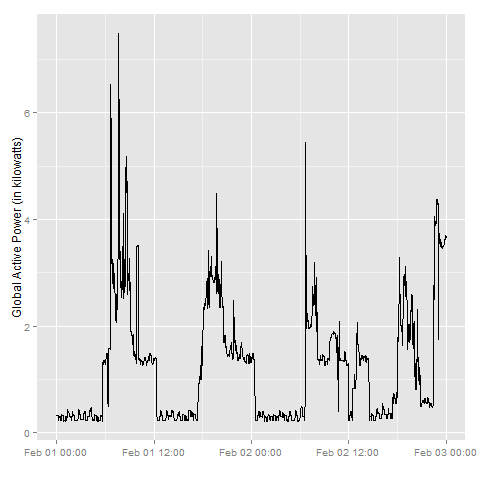 Global Active Power (in kilowatts)
6
4
2
0
Feb 01 00:00
Feb 01 12:00
Feb 02 00:00
Feb 02 12:00
Feb 03 00:00